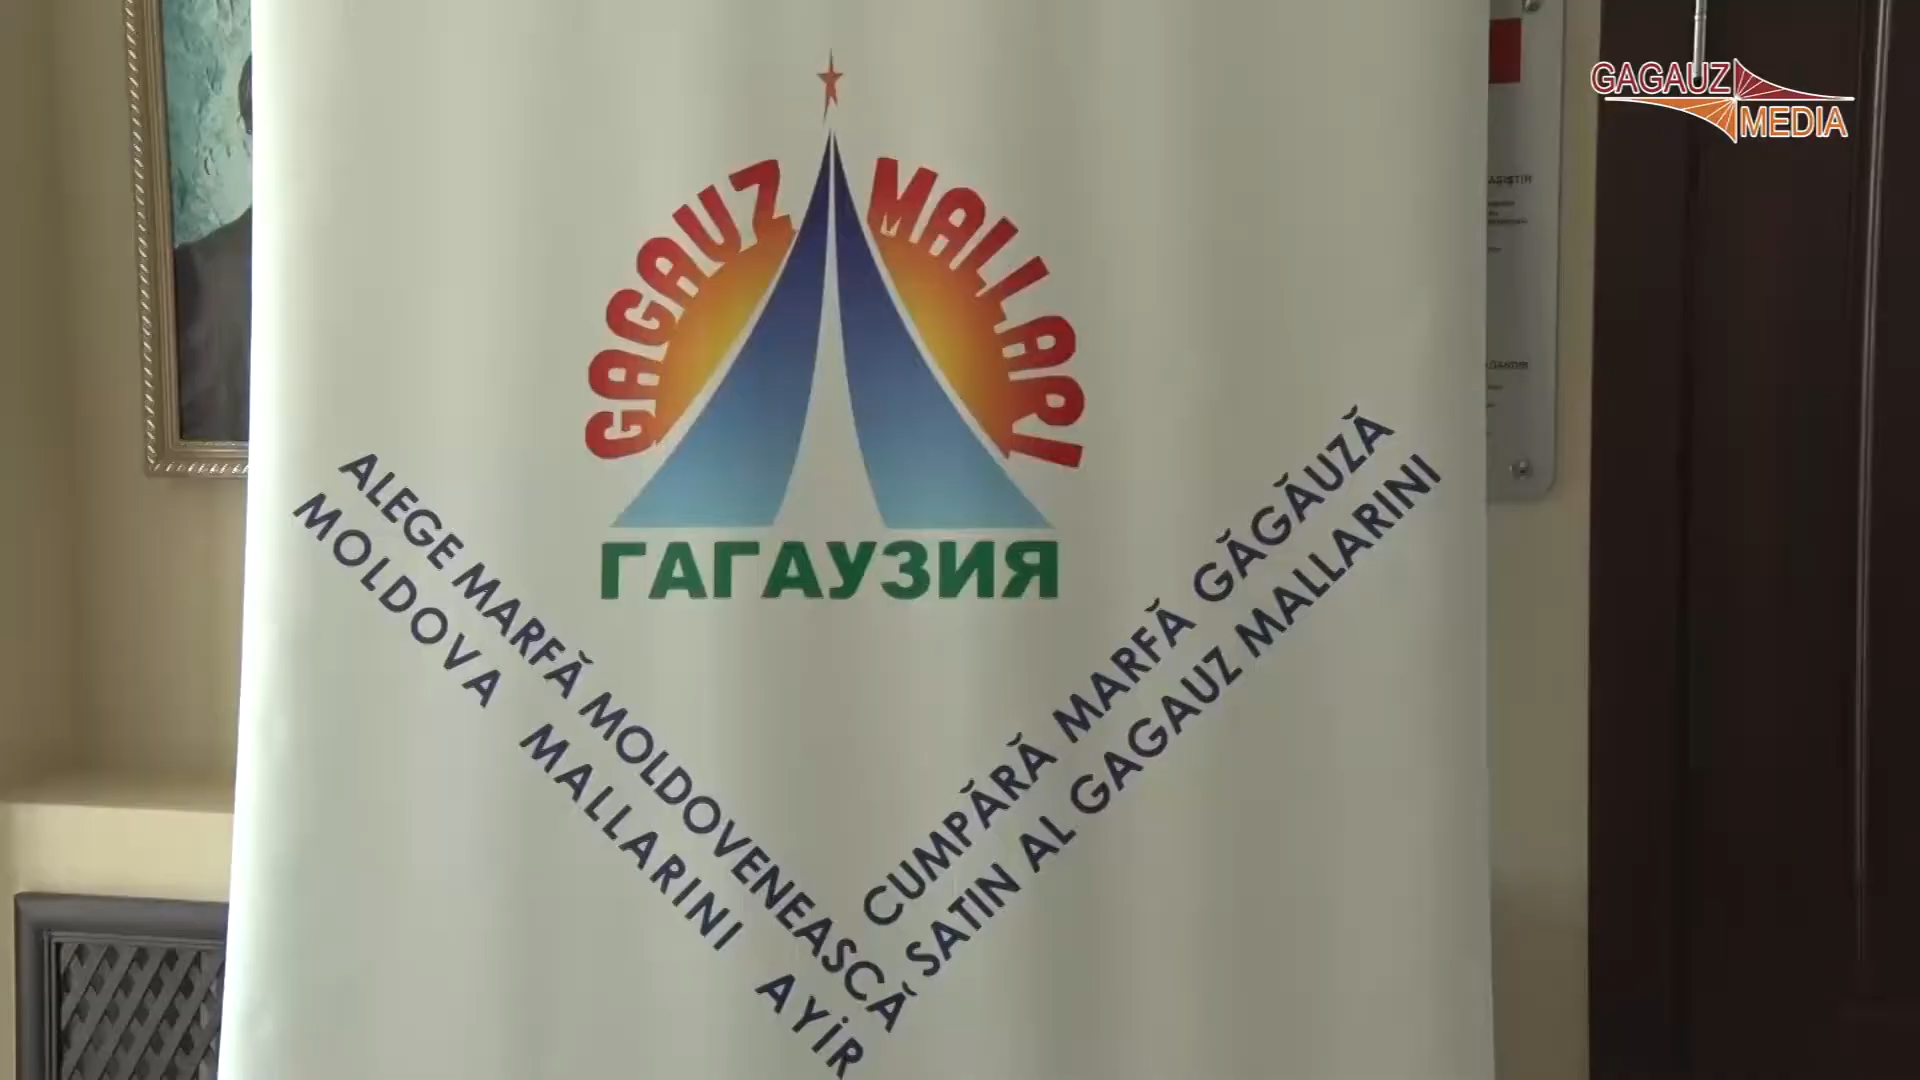 GAGAUZ MEDIA
GAGAUZ MALLARI
ГАГАУЗИЯ
ALEGE MARFĂ MOLDOVENEASCĂ
MOLDOVA MALLARINI AYİR
CUMPĂRĂ MARFĂ GĂGĂUZĂ
SATIN AL GAGAUZ MALLARINI